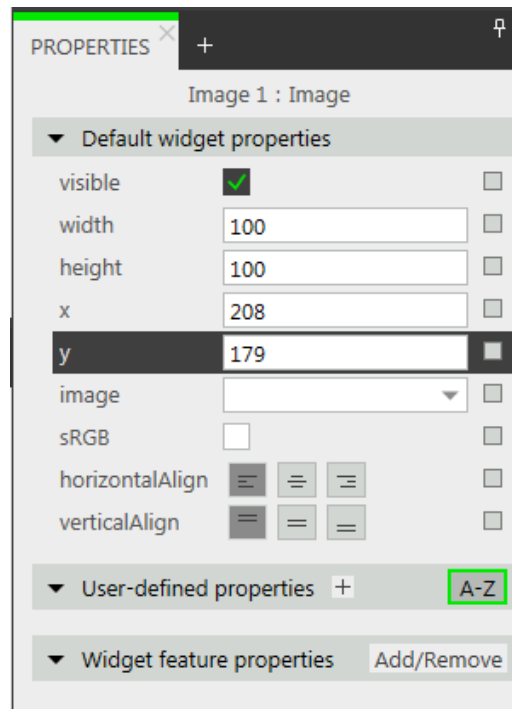 PROPERTIES
Image 1 : Image
Default widget properties
visible
width 100
height 100
x 208
y 179
image
sRGB
horizontalAlign
verticalAlign
User-defined properties + A-Z
Widget feature properties Add/Remove